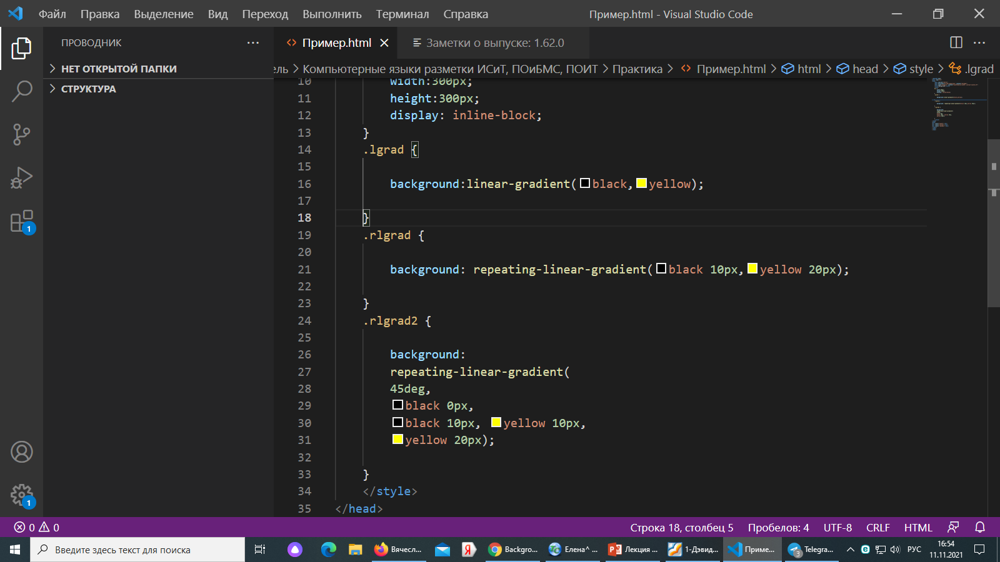 Файл Правка Выделение Вид Переход Выполнить Терминал Справка Пример.html - Visual Studio Code
ПРОВОДНИК ··· <> Пример.html Заметки о выпуске: 1.62.0 ···
НЕТ ОТКРЫТОЙ ПАПКИ
СТРУКТУРА
ель > Компьютерные языки разметки ИСиТ, ПОиБМС, ПОИТ > Практика > <> Пример.html > html > head > style > .lgrad
10 width:300px;
11 height:300px;
12 display: inline-block;
13 }
14 .lgrad {
15
16 background:linear-gradient(black,yellow);
17
18 }
19 .rlgrad {
20
21 background: repeating-linear-gradient(black 10px,yellow 20px);
22
23 }
24 .rlgrad2 {
25
26 background:
27 repeating-linear-gradient(
28 45deg,
29 black 0px,
30 black 10px, yellow 10px,
31 yellow 20px);
32
33 }
34 </style>
35 </head>
1
1
0 0 Строка 18, столбец 5 Пробелов: 4 UTF-8 CRLF HTML
Введите здесь текст для поиска Вячесл... Я Backgro... Елена^ ... Лекция ... 1-Дэвид... Приме... 3 Telegra... РУС 16:54
11.11.2021